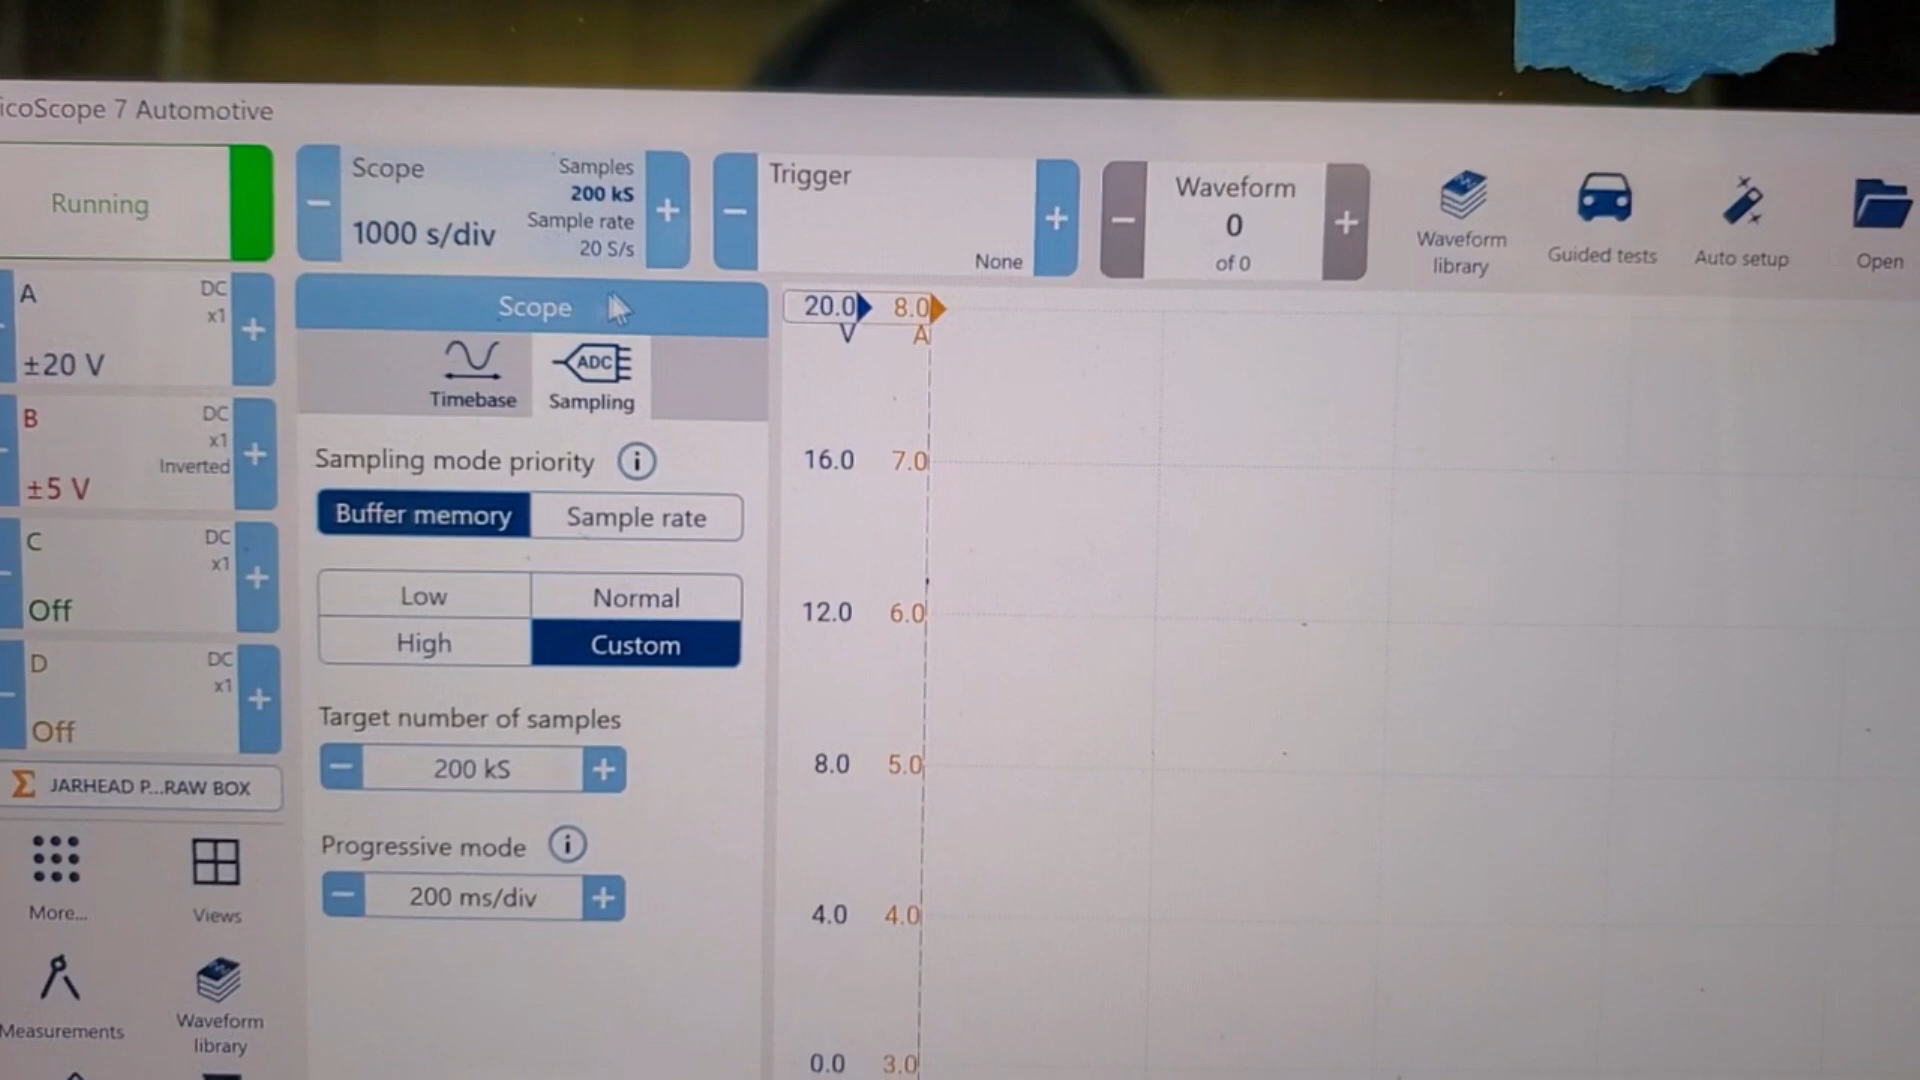 icoScope 7 Automotive
Running
Scope
1000 s/div
Samples
200 kS
Sample rate
20 S/s
Trigger
None
Waveform
0
of 0
Waveform
library
Guided tests
Auto setup
Open
A
DC
x1
±20 V
B
DC
x1
Inverted
±5 V
C
DC
x1
Off
D
DC
x1
Off
Σ JARHEAD P...RAW BOX
More...
Views
Measurements
Waveform
library
Scope
Timebase
ADC
Sampling
Sampling mode priority i
Buffer memory
Sample rate
Low
Normal
High
Custom
Target number of samples
200 kS
Progressive mode i
200 ms/div
20.0 8.0
V A
16.0 7.0
12.0 6.0
8.0 5.0
4.0 4.0
0.0 3.0